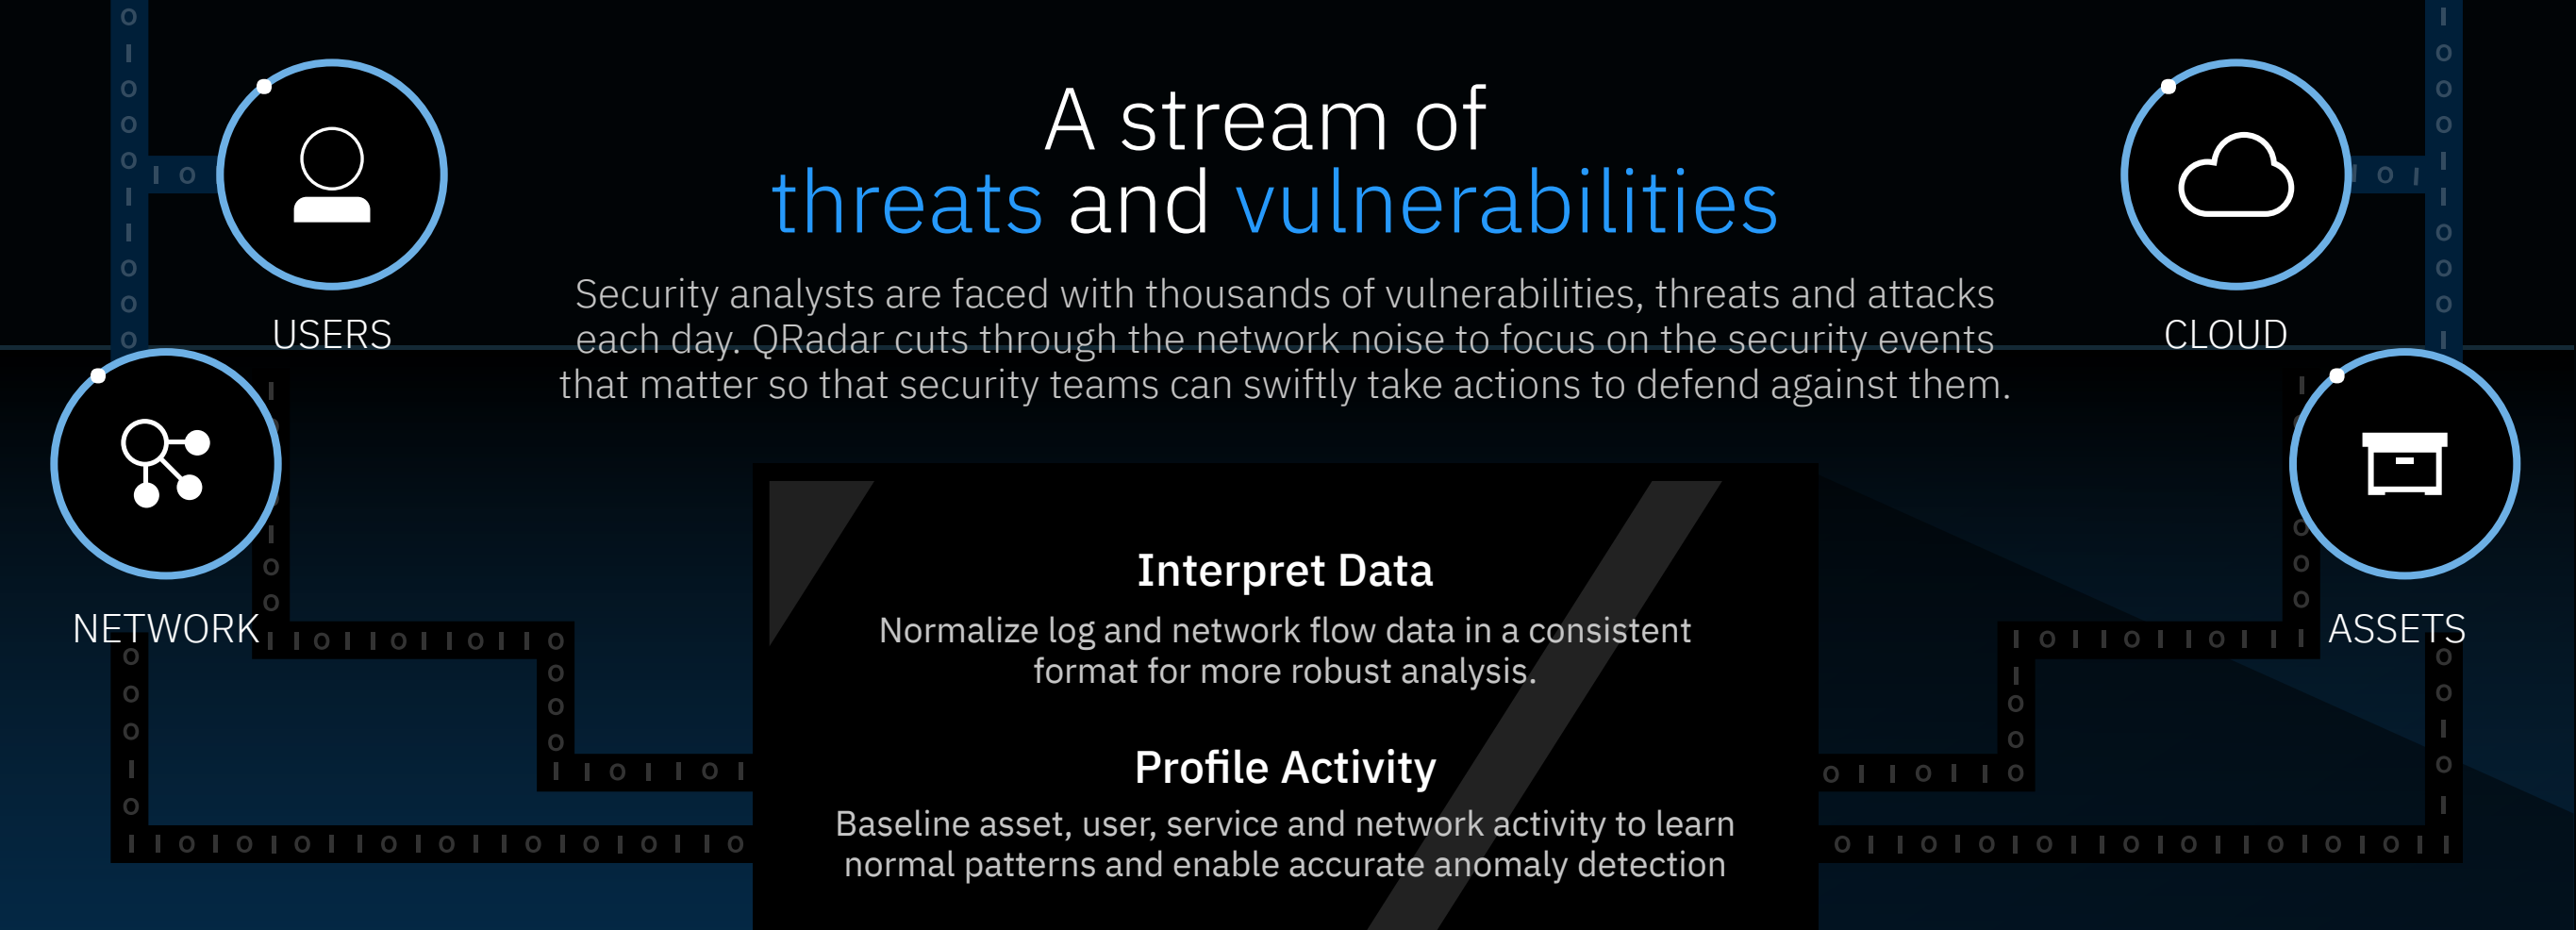 A stream of
threats and vulnerabilities
Security analysts are faced with thousands of vulnerabilities, threats and attacks
each day. QRadar cuts through the network noise to focus on the security events
that matter so that security teams can swiftly take actions to defend against them.
USERS
CLOUD
NETWORK
ASSETS
Interpret Data
Normalize log and network flow data in a consistent
format for more robust analysis.
Profile Activity
Baseline asset, user, service and network activity to learn
normal patterns and enable accurate anomaly detection